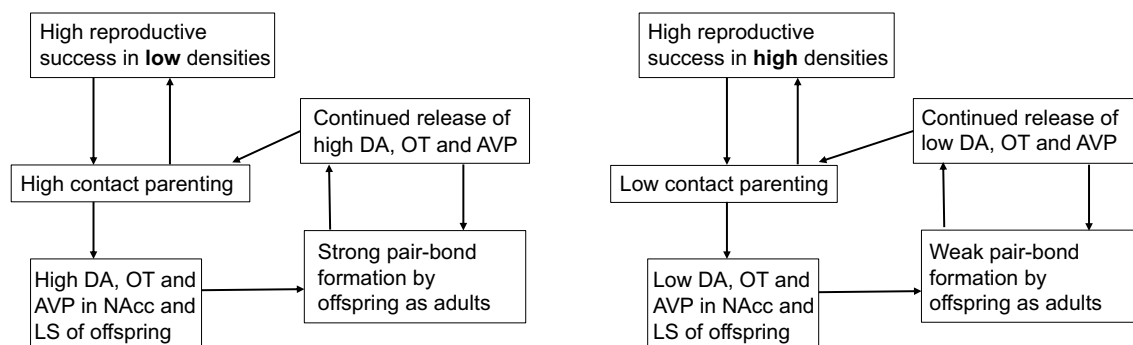 High reproductive
success in low densities
Continued release of
high DA, OT and AVP
High contact parenting
Strong pair-bond
formation by
offspring as adults
High DA, OT and
AVP in NAcc and
LS of offspring
High reproductive
success in high densities
Continued release of
low DA, OT and AVP
Low contact parenting
Weak pair-bond
formation by
offspring as adults
Low DA, OT and
AVP in NAcc and
LS of offspring